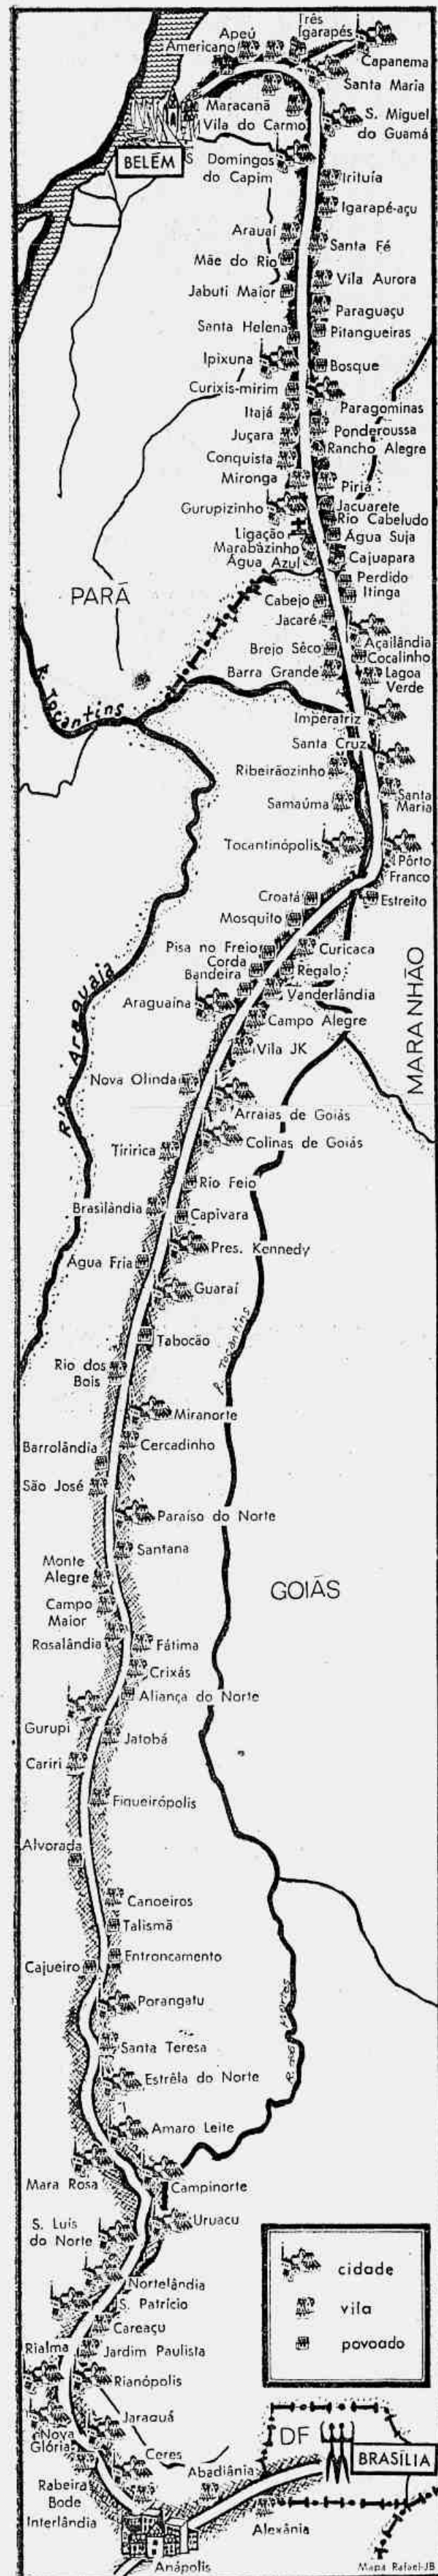 Três
Igarapés
Apeú
Americano
Capanema
Santa Maria
Maracanã
Vila do Carmo
S. Miguel
do Guamá
BELÉM
S
Domingos
do Capim
Irituía
Igarapé-açu
Arauaí
Santa Fé
Mãe do Rio
Vila Aurora
Jabuti Maior
Paraguaçu
Santa Helena
Pitangueiras
Ipixuna
Bosque
Curixis-mirim
Paragominas
Itajá
Ponderoussa
Juçara
Rancho Alegre
Conquista
Mironga
Piria
Gurupizinho
Jacuarete
Rio Cabeludo
Ligação
Água Suja
Marabàzinho
Água Azul
Cajuapara
Perdido
PARÁ
Cabejo
Itinga
Jacaré
Açailândia
Brejo Sêco
Cocalinho
Barra Grande
Lagoa
Verde
R. Tocantins
Imperatriz
Santa Cruz
Ribeirãozinho
Santa
Maria
Samaúma
Tocantinópolis
Pôrto
Franco
Croatá
Estreito
Mosquito
Pisa no Freio
Curicaca
Corda
Bandeira
Regalo
Araguaína
Vanderlândia
MARANHÃO
Campo Alegre
Rio Araguaia
Vila JK
Nova Olinda
Arraias de Goiás
Colinas de Goiás
Tiririca
Rio Feio
Brasilândia
Capivara
Pres. Kennedy
Água Fria
Guaraí
Tabocão
R. Tocantins
Rio dos
Bois
Miranorte
Barrolândia
Cercadinho
São José
Paraíso do Norte
Santana
Monte
Alegre
GOIÁS
Campo
Maior
Rosalândia
Fátima
Crixás
Aliança do Norte
Gurupi
Jatobá
Cariri
Figueirópolis
Alvorada
Canoeiros
Talismã
Entroncamento
Cajueiro
Porangatu
Santa Teresa
Estrêla do Norte
Amaro Leite
Mara Rosa
Campinorte
S. Luís
do Norte
Uruacu
cidade
vila
povoado
Nortelândia
S. Patrício
Careaçu
Rialma
Jardim Paulista
Rianópolis
Jaraguá
Nova
Glória
Ceres
DF
BRASÍLIA
Rabeira
Bode
Abadiânia
Interlândia
Alexânia
Anápolis
Mapa Rafael-JB